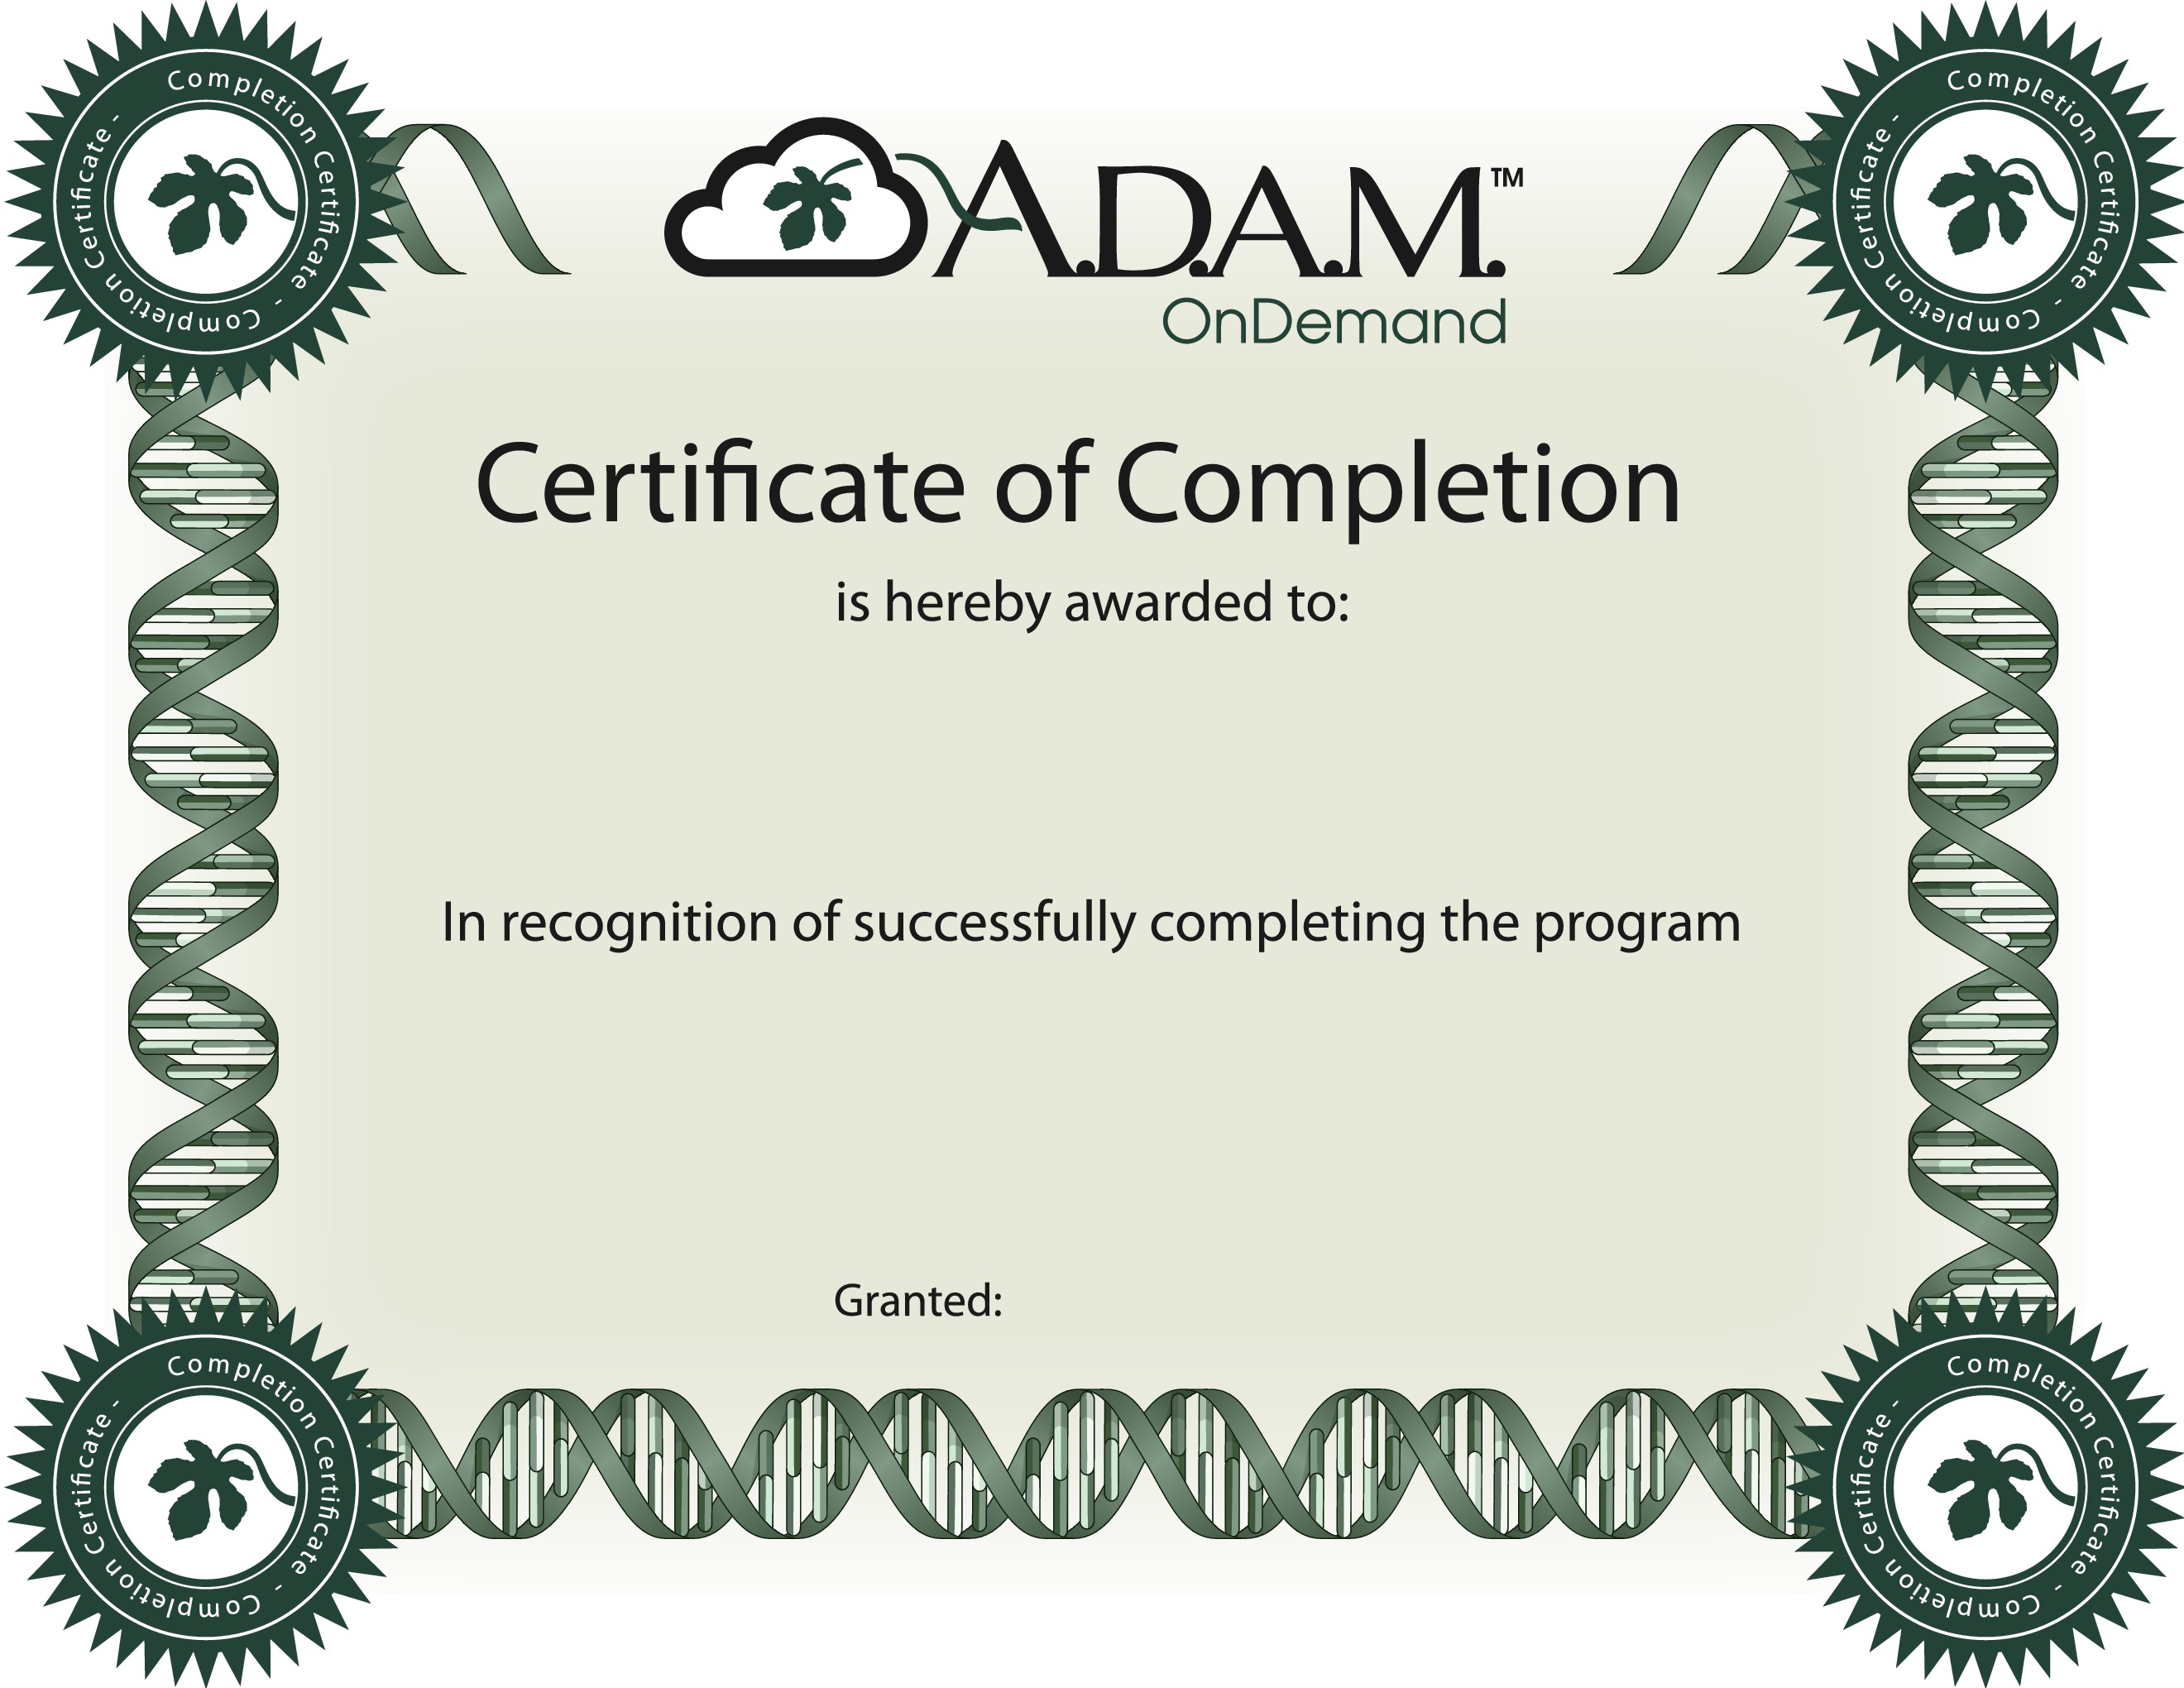 Completion Certificate - Completion Certificate -
Completion Certificate - Completion Certificate -
A.D.A.M.™
OnDemand
Certificate of Completion
is hereby awarded to:
In recognition of successfully completing the program
Granted:
Completion Certificate - Completion Certificate -
Completion Certificate - Completion Certificate -